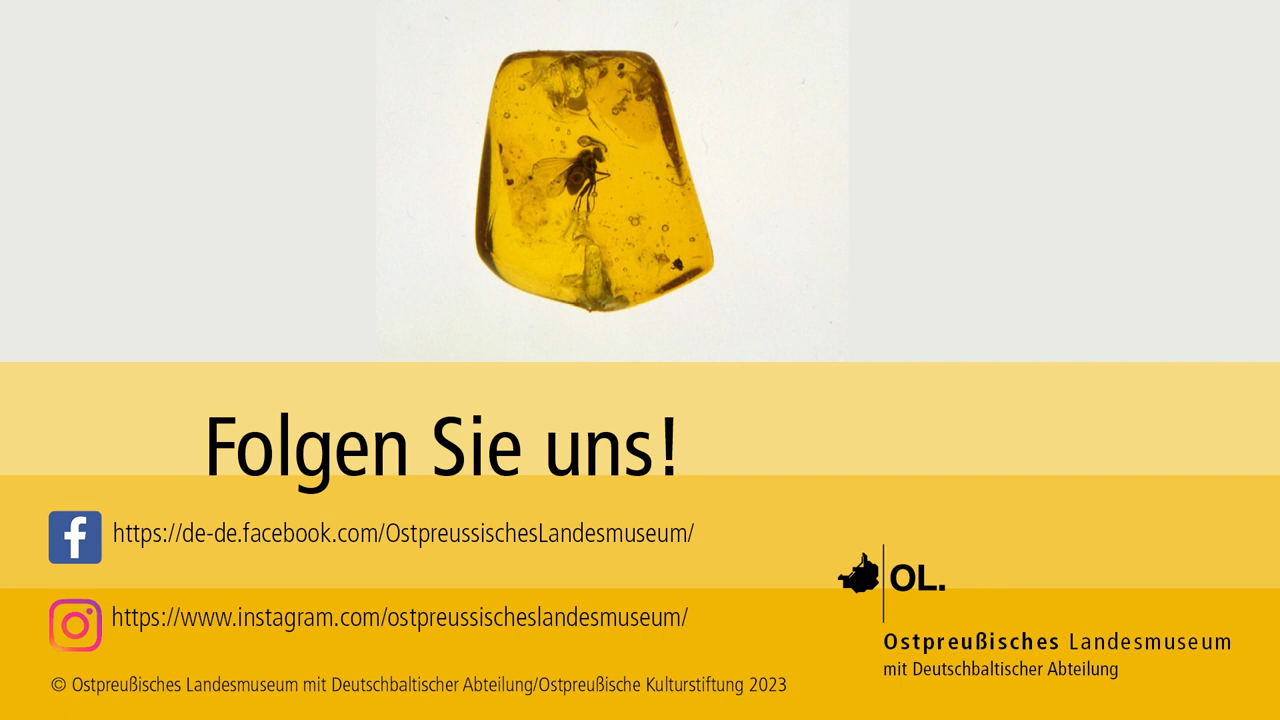 Folgen Sie uns!
https://de-de.facebook.com/OstpreussischesLandesmuseum/
https://www.instagram.com/ostpreussischeslandesmuseum/
© Ostpreußisches Landesmuseum mit Deutschbaltischer Abteilung/Ostpreußische Kulturstiftung 2023
OL.
Ostpreußisches Landesmuseum
mit Deutschbaltischer Abteilung